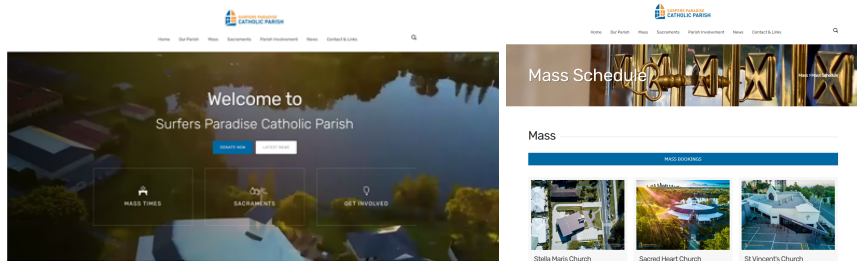 SURFERS PARADISE
CATHOLIC PARISH
Home Our Parish Mass Sacraments Parish Involvement News Contact & Links
Welcome to
Surfers Paradise Catholic Parish
DONATE NOW LATEST NEWS
MASS TIMES SACRAMENTS GET INVOLVED
SURFERS PARADISE
CATHOLIC PARISH
Home Our Parish Mass Sacraments Parish Involvement News Contact & Links
Mass Schedule
Mass > Mass Schedule
Mass
MASS BOOKINGS
Stella Maris Church Sacred Heart Church St Vincent's Church